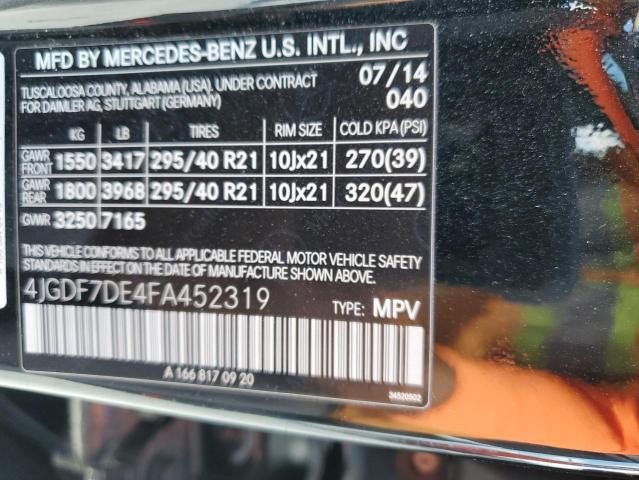 MFD BY MERCEDES-BENZ U.S. INTL., INC
TUSCALOOSA COUNTY, ALABAMA (USA), UNDER CONTRACT
FOR DAIMLER AG, STUTTGART (GERMANY)
07/14
040
KG LB TIRES RIM SIZE COLD KPA (PSI)
GAWR FRONT 1550 3417 295/40 R21 10Jx21 270(39)
GAWR REAR 1800 3968 295/40 R21 10Jx21 320(47)
GVWR 3250 7165
THIS VEHICLE CONFORMS TO ALL APPLICABLE FEDERAL MOTOR VEHICLE SAFETY
STANDARDS IN EFFECT ON THE DATE OF MANUFACTURE SHOWN ABOVE.
4JGDF7DE4FA452319 TYPE: MPV
A 166 817 09 20
34520502